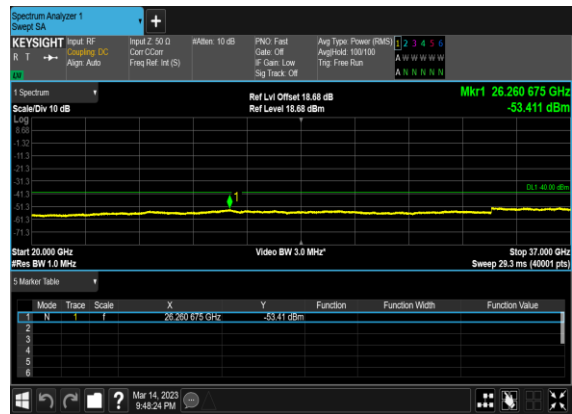 Spectrum Analyzer 1
Swept SA
+
KEYSIGHT Input: RF Input Z: 50 Ω #Atten: 10 dB PNO: Fast Avg Type: Power (RMS) 1 2 3 4 5 6
R T Coupling: DC Corr CCorr Gate: Off Avg|Hold: 100/100 A W W W W W
Align: Auto Freq Ref: Int (S) IF Gain: Low Trig: Free Run
Sig Track: Off A N N N N N
LXI
1 Spectrum Ref Lvl Offset 18.68 dB Mkr1 26.260 675 GHz
Scale/Div 10 dB Ref Level 18.68 dBm -53.411 dBm
Log
8.68
-1.32
-11.3
-21.3
-31.3
DL1 -40.00 dBm
-41.3
1
-51.3
-61.3
-71.3
Start 20.000 GHz Video BW 3.0 MHz* Stop 37.000 GHz
#Res BW 1.0 MHz Sweep 29.3 ms (40001 pts)
5 Marker Table
Mode Trace Scale X Y Function Function Width Function Value
1 N 1 f 26.260 675 GHz -53.41 dBm
2
3
4
5
6
? Mar 14, 2023
9:48:24 PM